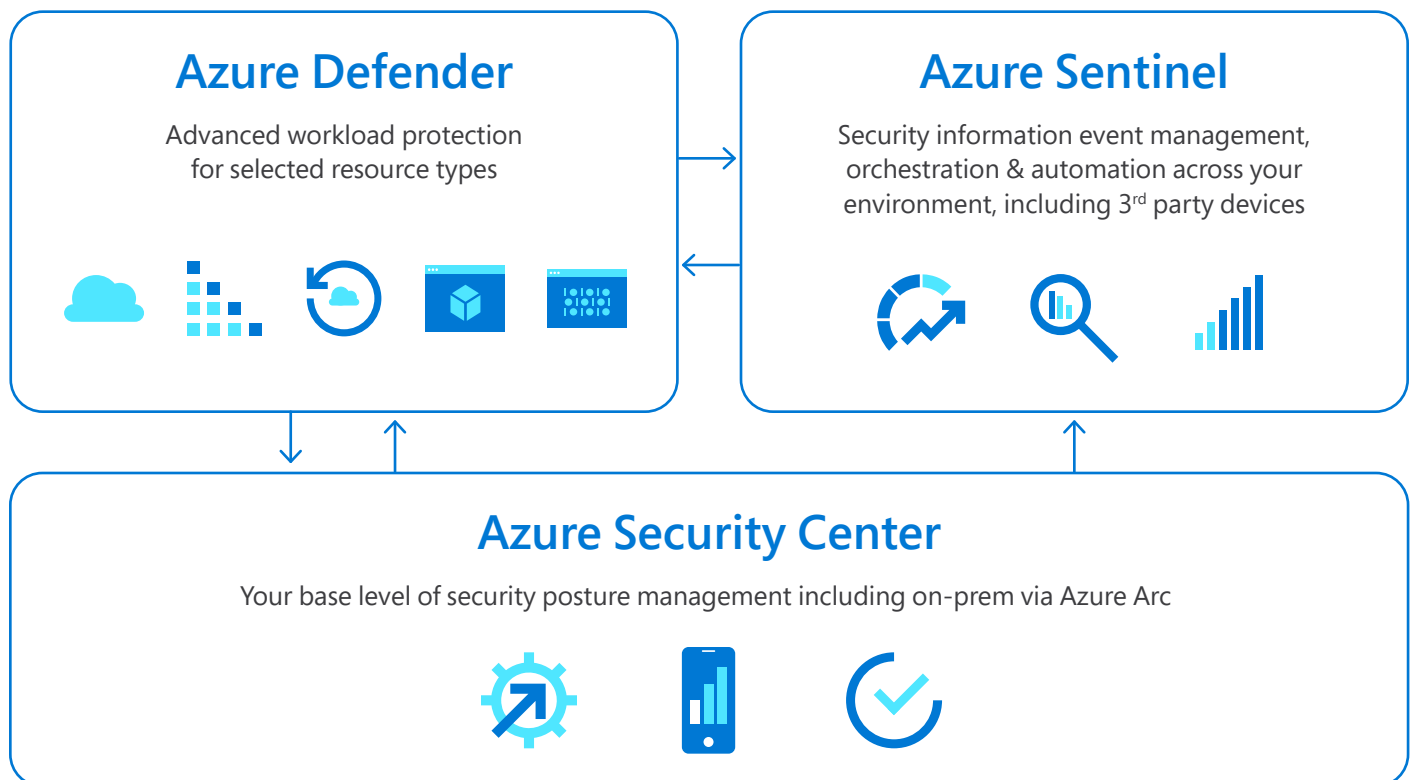 Azure Defender
Advanced workload protection
for selected resource types
Azure Sentinel
Security information event management,
orchestration & automation across your
environment, including 3rd party devices
Azure Security Center
Your base level of security posture management including on-prem via Azure Arc